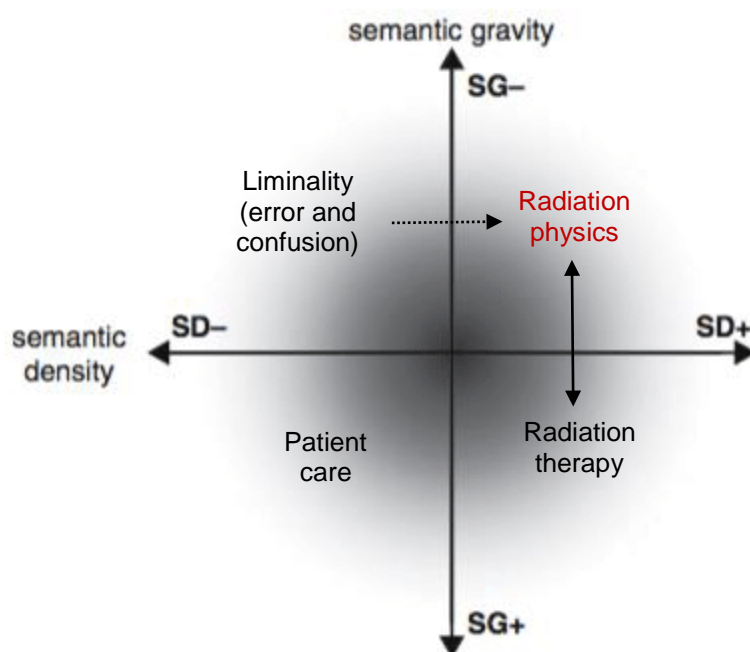 semantic gravity
SG–
Liminality
(error and
confusion)
Radiation
physics
SD–
SD+
semantic
density
Patient
care
Radiation
therapy
SG+